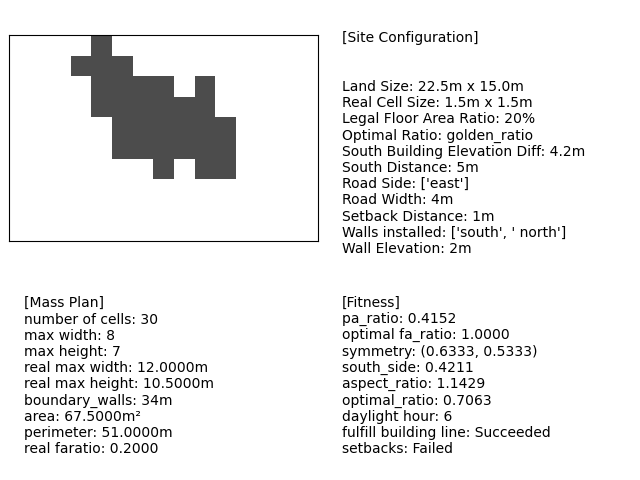 [Site Configuration]
Land Size: 22.5m x 15.0m
Real Cell Size: 1.5m x 1.5m
Legal Floor Area Ratio: 20%
Optimal Ratio: golden_ratio
South Building Elevation Diff: 4.2m
South Distance: 5m
Road Side: ['east']
Road Width: 4m
Setback Distance: 1m
Walls installed: ['south', ' north']
Wall Elevation: 2m
[Mass Plan]
number of cells: 30
max width: 8
max height: 7
real max width: 12.0000m
real max height: 10.5000m
boundary_walls: 34m
area: 67.5000m²
perimeter: 51.0000m
real faratio: 0.2000
[Fitness]
pa_ratio: 0.4152
optimal fa_ratio: 1.0000
symmetry: (0.6333, 0.5333)
south_side: 0.4211
aspect_ratio: 1.1429
optimal_ratio: 0.7063
daylight hour: 6
fulfill building line: Succeeded
setbacks: Failed